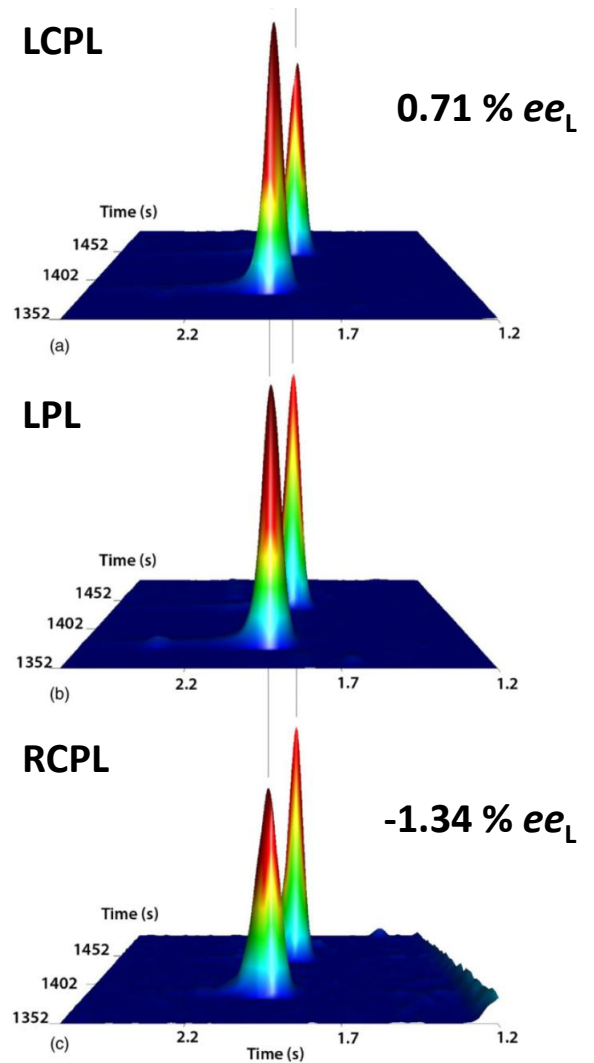 LCPL
0.71 % eeL
Time (s)
1452
1402
1352
2.2
1.7
1.2
(a)
LPL
Time (s)
1452
1402
1352
2.2
1.7
1.2
(b)
RCPL
-1.34 % eeL
Time (s)
1452
1402
1352
2.2
1.7
1.2
(c)
Time (s)